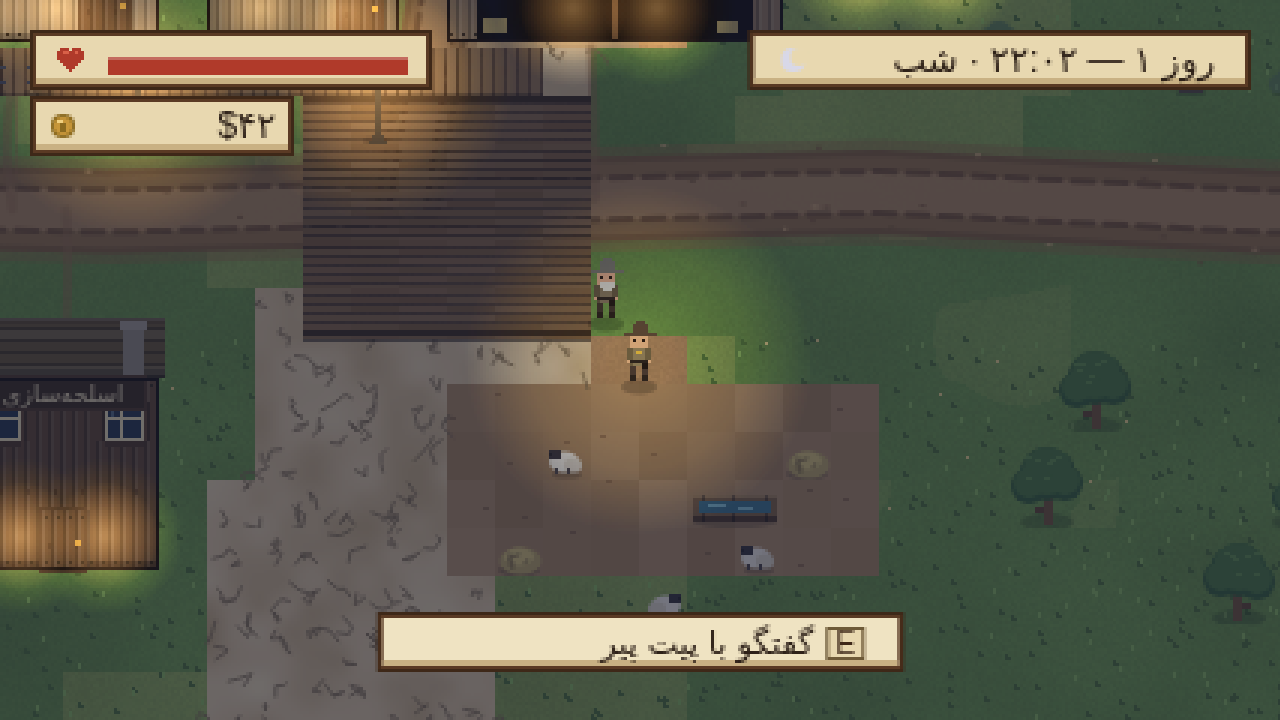 روز ۱ — ۲۲:۰۲ · شب
$۴۲
اسلحه‌سازی
E گفتگو با پیت پیر